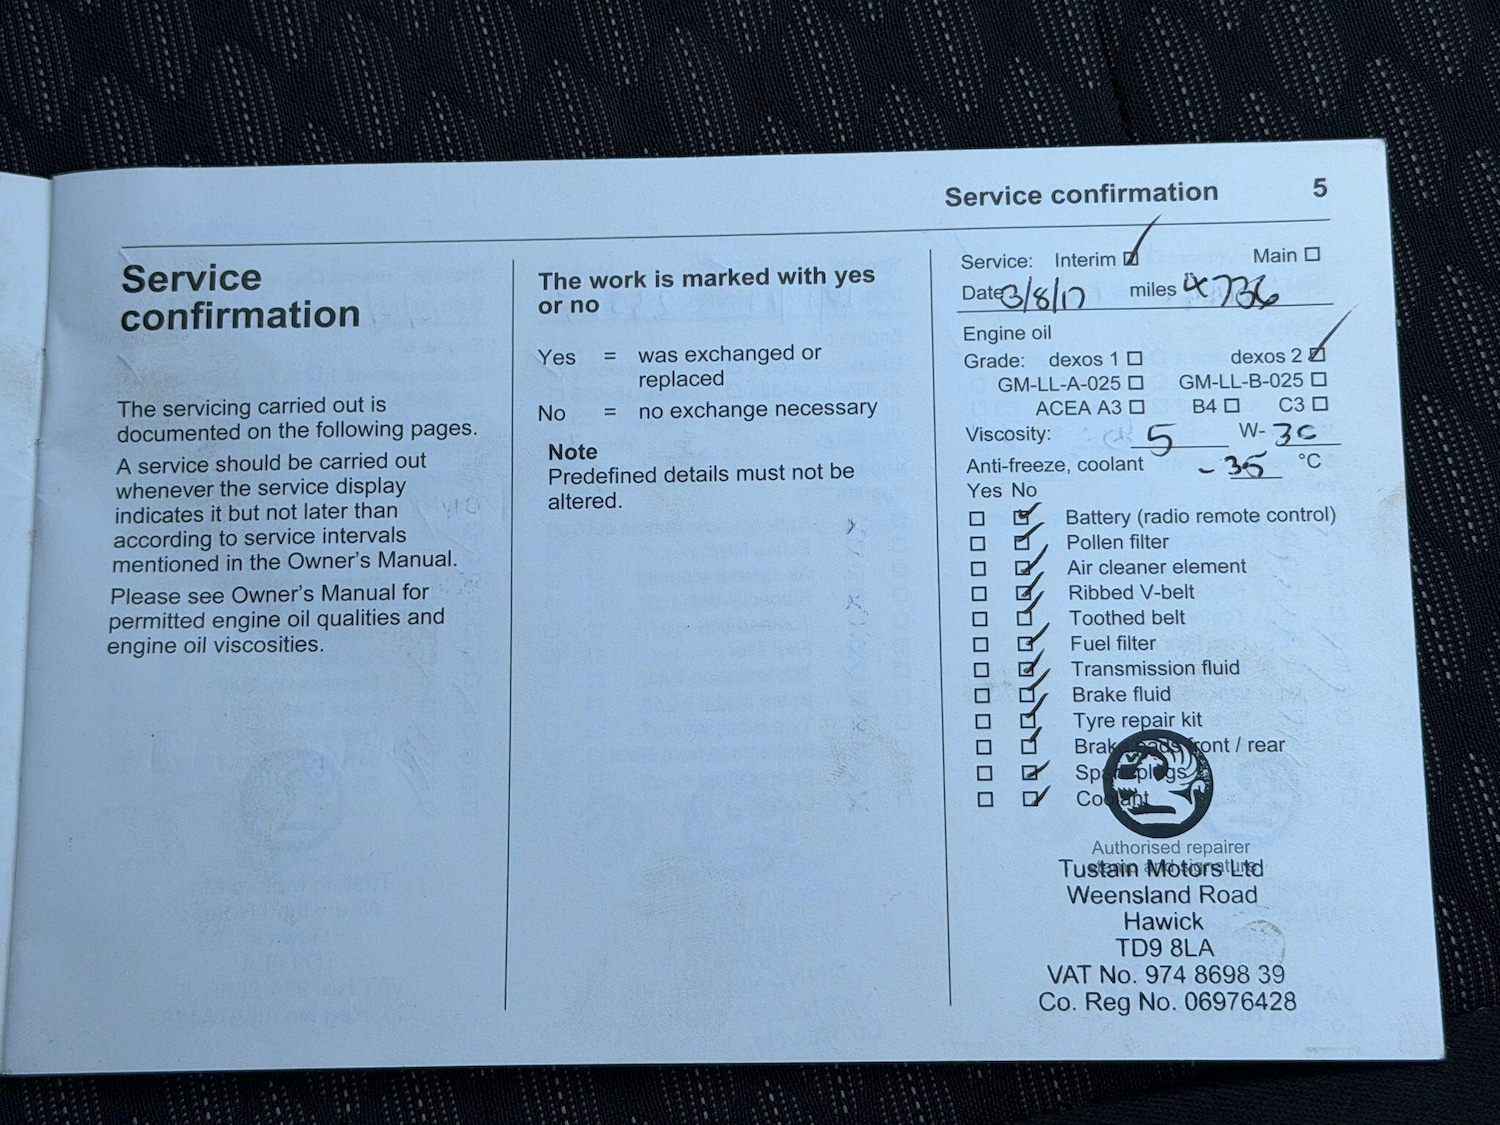 Service confirmation 5
Service
confirmation
The servicing carried out is
documented on the following pages.
A service should be carried out
whenever the service display
indicates it but not later than
according to service intervals
mentioned in the Owner's Manual.
Please see Owner's Manual for
permitted engine oil qualities and
engine oil viscosities.
The work is marked with yes
or no
Yes = was exchanged or
replaced
No = no exchange necessary
Note
Predefined details must not be
altered.
Service: Interim Main
Date 3/8/17 miles 4736
Engine oil
Grade: dexos 1 dexos 2
GM-LL-A-025 GM-LL-B-025
ACEA A3 B4 C3
Viscosity: 5 W- 30
Anti-freeze, coolant -35 °C
Yes No
Battery (radio remote control)
Pollen filter
Air cleaner element
Ribbed V-belt
Toothed belt
Fuel filter
Transmission fluid
Brake fluid
Tyre repair kit
Brake pads front / rear
Spark plugs
Coolant
Authorised repairer
stamp and signature
Tustain Motors Ltd
Weensland Road
Hawick
TD9 8LA
VAT No. 974 8698 39
Co. Reg No. 06976428